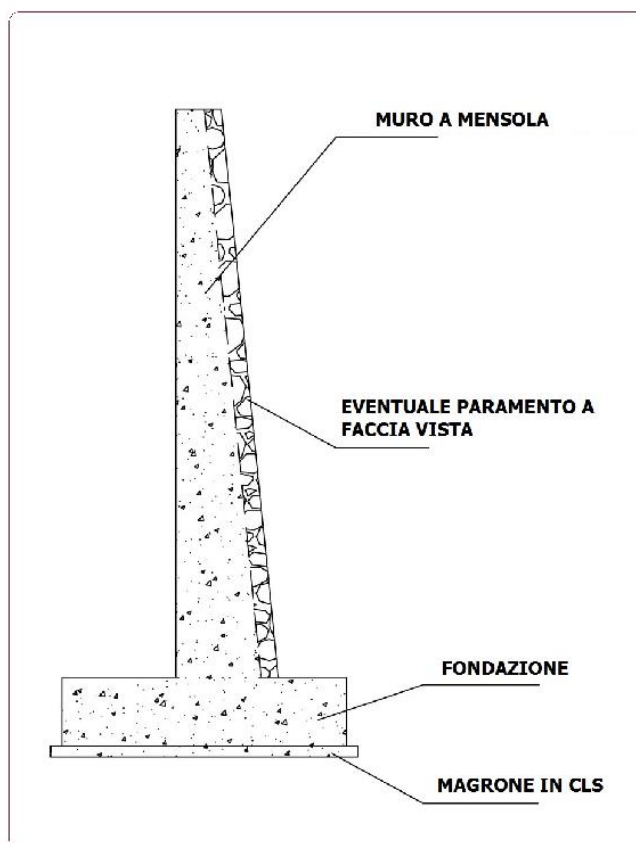 MURO A MENSOLA
EVENTUALE PARAMENTO A
FACCIA VISTA
FONDAZIONE
MAGRONE IN CLS